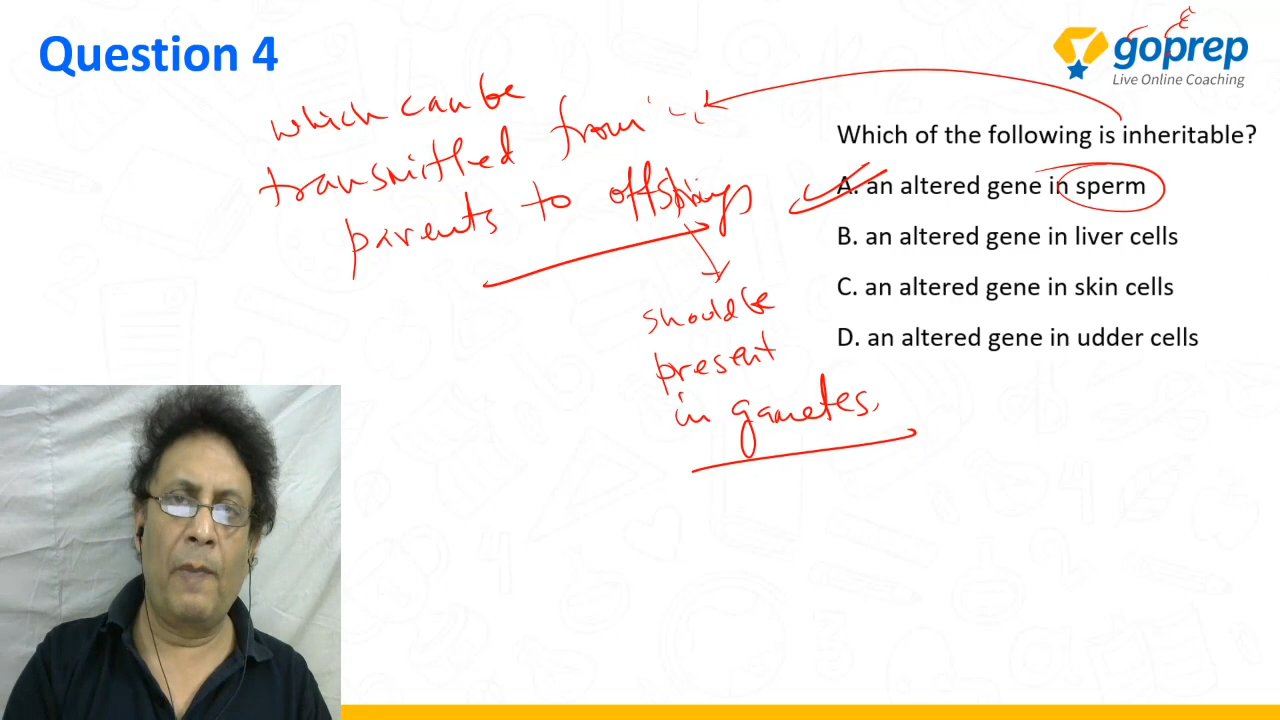 Question 4
goprep
Live Online Coaching
which can be
transmitted from
parents to offsprings
should be
present
in gametes.
Which of the following is inheritable?
A. an altered gene in sperm
B. an altered gene in liver cells
C. an altered gene in skin cells
D. an altered gene in udder cells